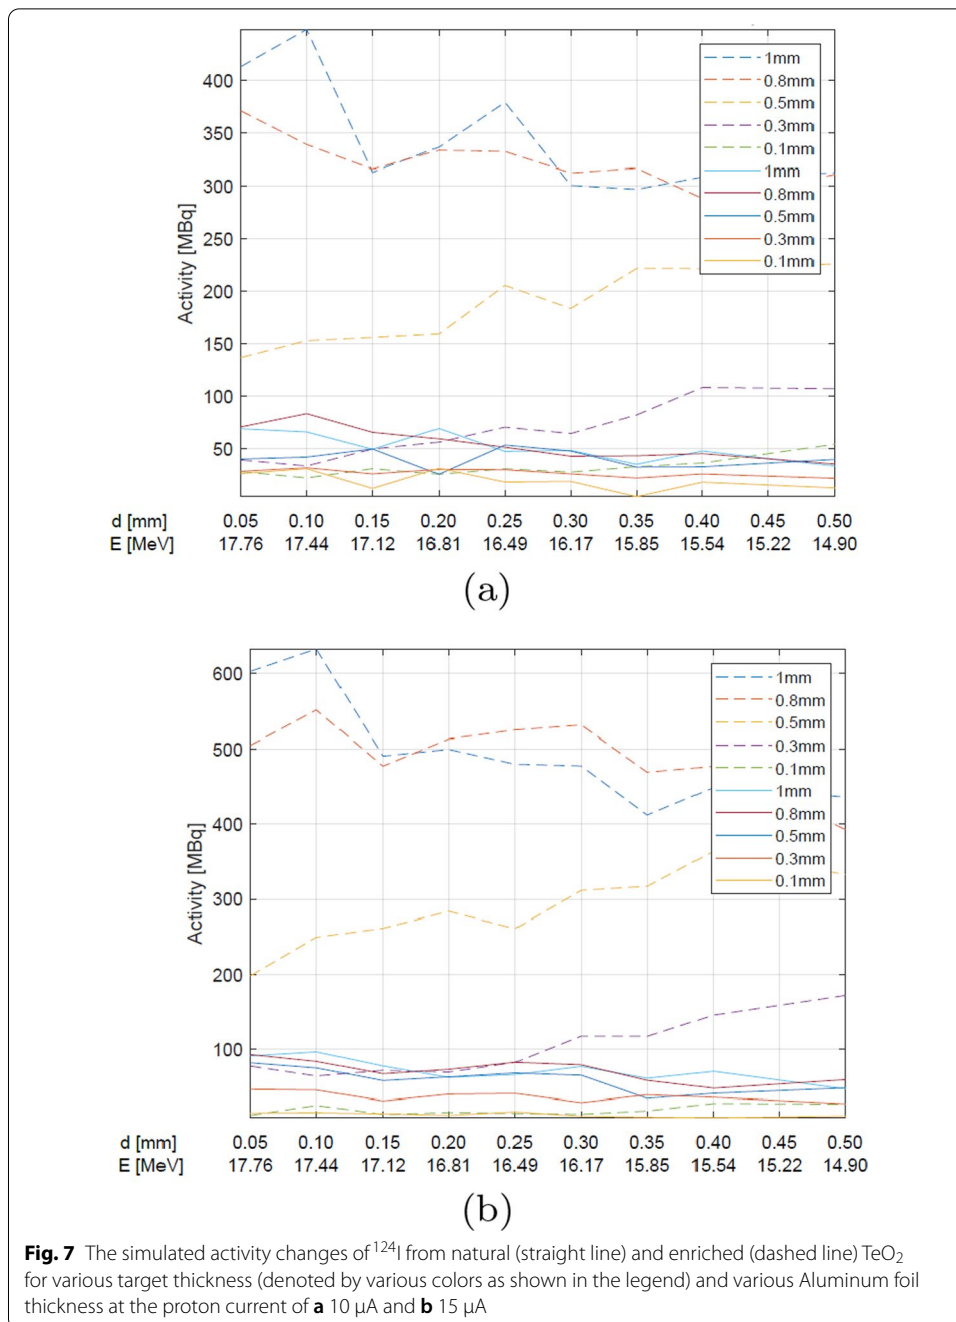 1mm
0.8mm
0.5mm
0.3mm
0.1mm
1mm
0.8mm
0.5mm
0.3mm
0.1mm
400
350
300
250
200
150
100
50
Activity [MBq]
d [mm] 0.05 0.10 0.15 0.20 0.25 0.30 0.35 0.40 0.45 0.50
E [MeV] 17.76 17.44 17.12 16.81 16.49 16.17 15.85 15.54 15.22 14.90
(a)
1mm
0.8mm
0.5mm
0.3mm
0.1mm
1mm
0.8mm
0.5mm
0.3mm
0.1mm
600
500
400
300
200
100
Activity [MBq]
d [mm] 0.05 0.10 0.15 0.20 0.25 0.30 0.35 0.40 0.45 0.50
E [MeV] 17.76 17.44 17.12 16.81 16.49 16.17 15.85 15.54 15.22 14.90
(b)
Fig. 7 The simulated activity changes of ¹²⁴I from natural (straight line) and enriched (dashed line) TeO₂
for various target thickness (denoted by various colors as shown in the legend) and various Aluminum foil
thickness at the proton current of a 10 μA and b 15 μA